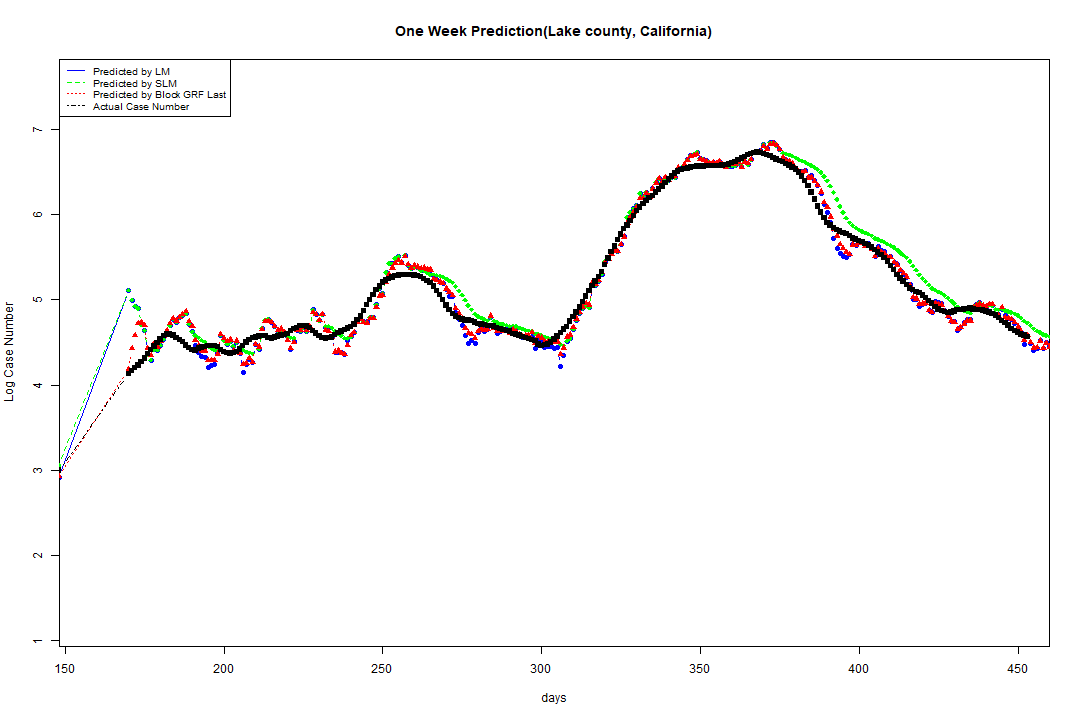 One Week Prediction(Lake county, California)
Predicted by LM
Predicted by SLM
Predicted by Block GRF Last
Actual Case Number
Log Case Number
7
6
5
4
3
2
1
150 200 250 300 350 400 450
days